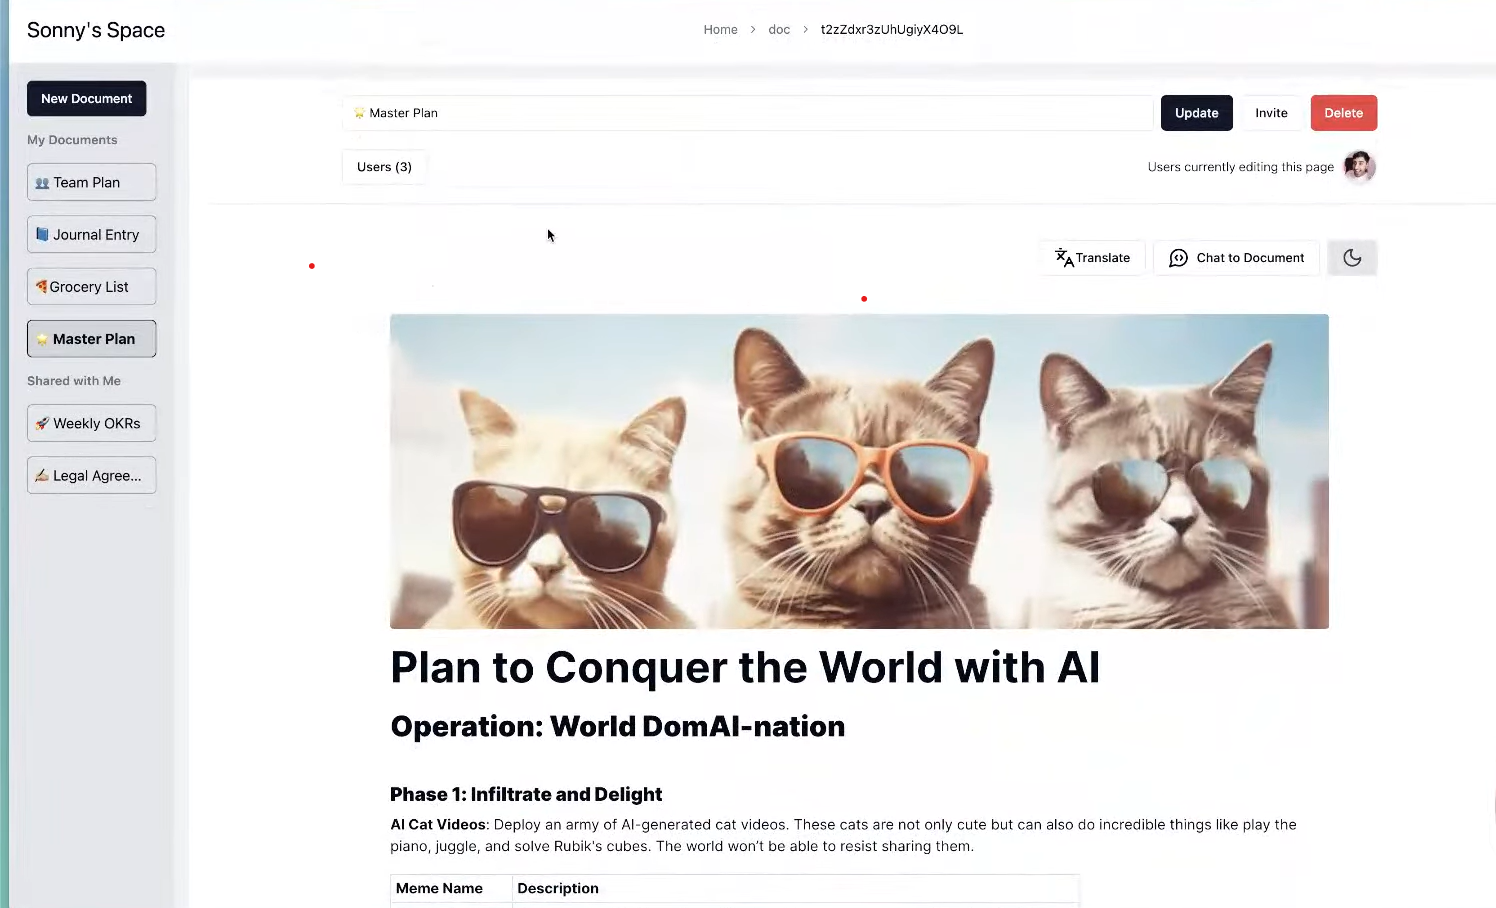 Sonny's Space
Home > doc > t2zZdxr3zUhUgiyX4O9L
New Document
My Documents
Team Plan
Journal Entry
Grocery List
Master Plan
Shared with Me
Weekly OKRs
Legal Agree...
Master Plan
Update
Invite
Delete
Users (3)
Users currently editing this page
Translate
Chat to Document
Plan to Conquer the World with AI
Operation: World DomAI-nation
Phase 1: Infiltrate and Delight
AI Cat Videos: Deploy an army of AI-generated cat videos. These cats are not only cute but can also do incredible things like play the
piano, juggle, and solve Rubik's cubes. The world won't be able to resist sharing them.
Meme Name Description